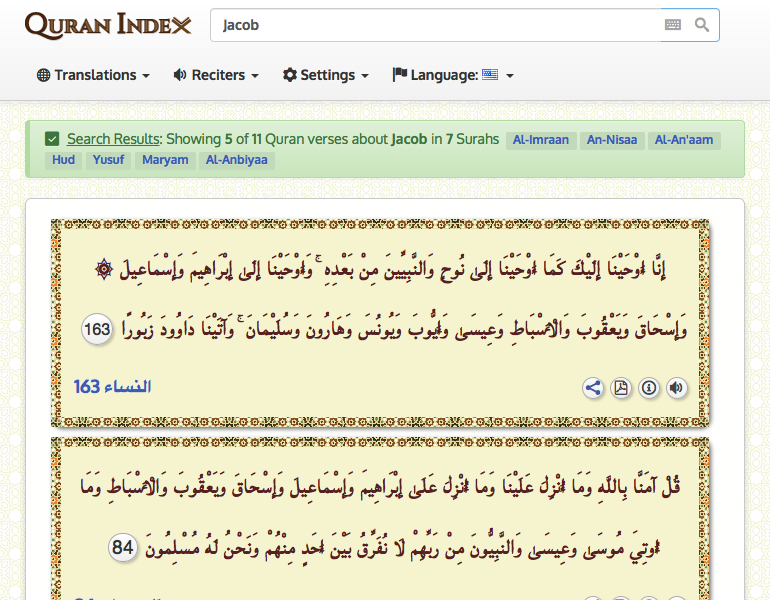 QURAN INDEX
Jacob
Translations
Reciters
Settings
Language:
Search Results: Showing 5 of 11 Quran verses about Jacob in 7 Surahs Al-Imraan An-Nisaa Al-An'aam
Hud Yusuf Maryam Al-Anbiyaa
إِنَّا أَوْحَيْنَا إِلَيْكَ كَمَا أَوْحَيْنَا إِلَىٰ نُوحٍ وَالنَّبِيِّينَ مِنْ بَعْدِهِ ۚ وَأَوْحَيْنَا إِلَىٰ إِبْرَاهِيمَ وَإِسْمَاعِيلَ ۞
وَإِسْحَاقَ وَيَعْقُوبَ وَالْأَسْبَاطِ وَعِيسَىٰ وَأَيُّوبَ وَيُونُسَ وَهَارُونَ وَسُلَيْمَانَ ۚ وَآتَيْنَا دَاوُودَ زَبُورًا 163
النساء 163
قُلْ آمَنَّا بِاللَّهِ وَمَا أُنْزِلَ عَلَيْنَا وَمَا أُنْزِلَ عَلَىٰ إِبْرَاهِيمَ وَإِسْمَاعِيلَ وَإِسْحَاقَ وَيَعْقُوبَ وَالْأَسْبَاطِ وَمَا
أُوتِيَ مُوسَىٰ وَعِيسَىٰ وَالنَّبِيُّونَ مِنْ رَبِّهِمْ لَا نُفَرِّقُ بَيْنَ أَحَدٍ مِنْهُمْ وَنَحْنُ لَهُ مُسْلِمُونَ 84